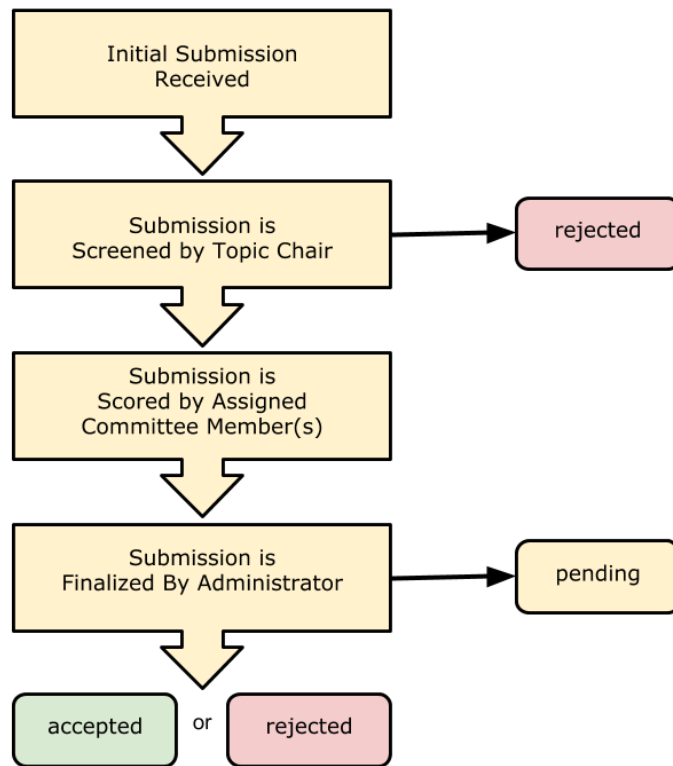 Initial Submission
Received
Submission is
Screened by Topic Chair
rejected
Submission is
Scored by Assigned
Committee Member(s)
Submission is
Finalized By Administrator
pending
accepted
or
rejected